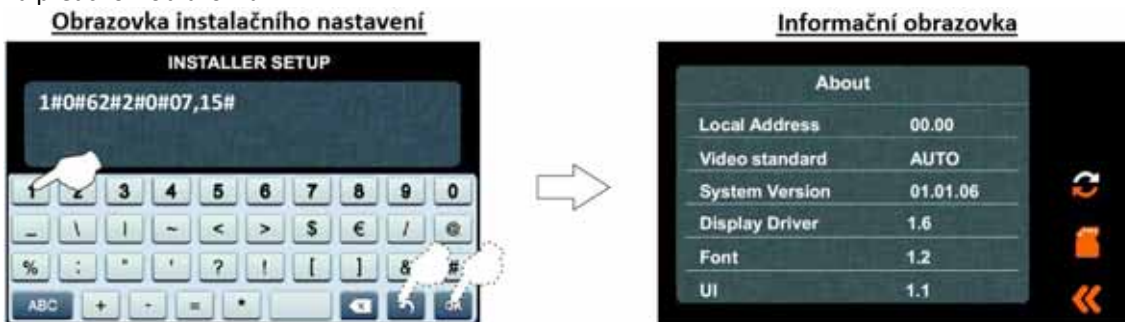 Obrazovka instalačního nastavení
INSTALLER SETUP
1#0#62#2#0#07,15#
1 2 3 4 5 6 7 8 9 0
_ \ | ~ < > $ € / @
% : " ' ? ! [ ] & #
ABC + - = * OK
Informační obrazovka
About
Local Address 00.00
Video standard AUTO
System Version 01.01.06
Display Driver 1.6
Font 1.2
UI 1.1